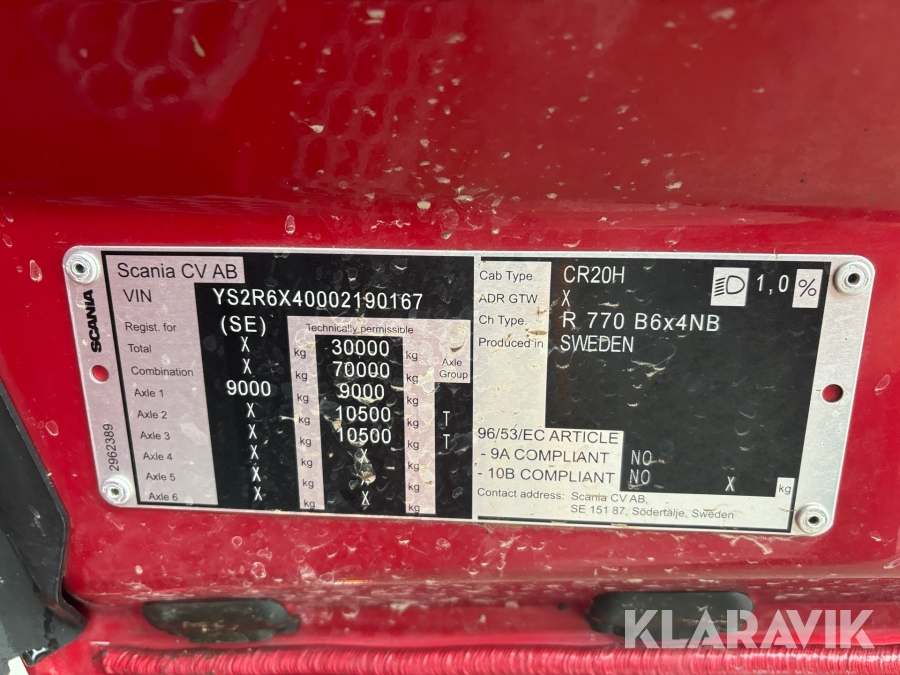 Scania CV AB
VIN YS2R6X40002190167
Regist. for (SE) Technically permissible
Total X kg 30000 kg
Combination X kg 70000 kg Axle Group
Axle 1 9000 kg 9000 kg
Axle 2 X kg 10500 kg T
Axle 3 X kg 10500 kg T
Axle 4 X kg X kg
Axle 5 X kg kg
Axle 6 X kg X kg
SCANIA
2962389
Cab Type CR20H 1,0 %
ADR GTW X
Ch Type. R 770 B6x4NB
Produced in SWEDEN
96/53/EC ARTICLE
- 9A COMPLIANT NO
- 10B COMPLIANT NO X kg
Contact address: Scania CV AB,
SE 151 87, Södertälje, Sweden
KLARAVIK